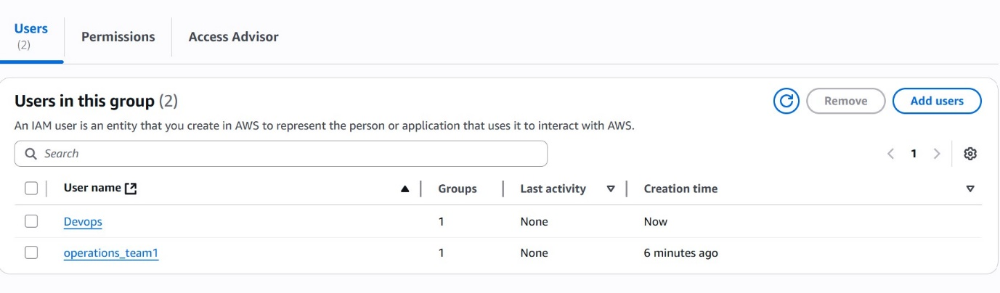 Users
(2)
Permissions
Access Advisor
Users in this group (2)
Remove
Add users
An IAM user is an entity that you create in AWS to represent the person or application that uses it to interact with AWS.
Search
1
User name Groups Last activity Creation time
Devops 1 None Now
operations_team1 1 None 6 minutes ago